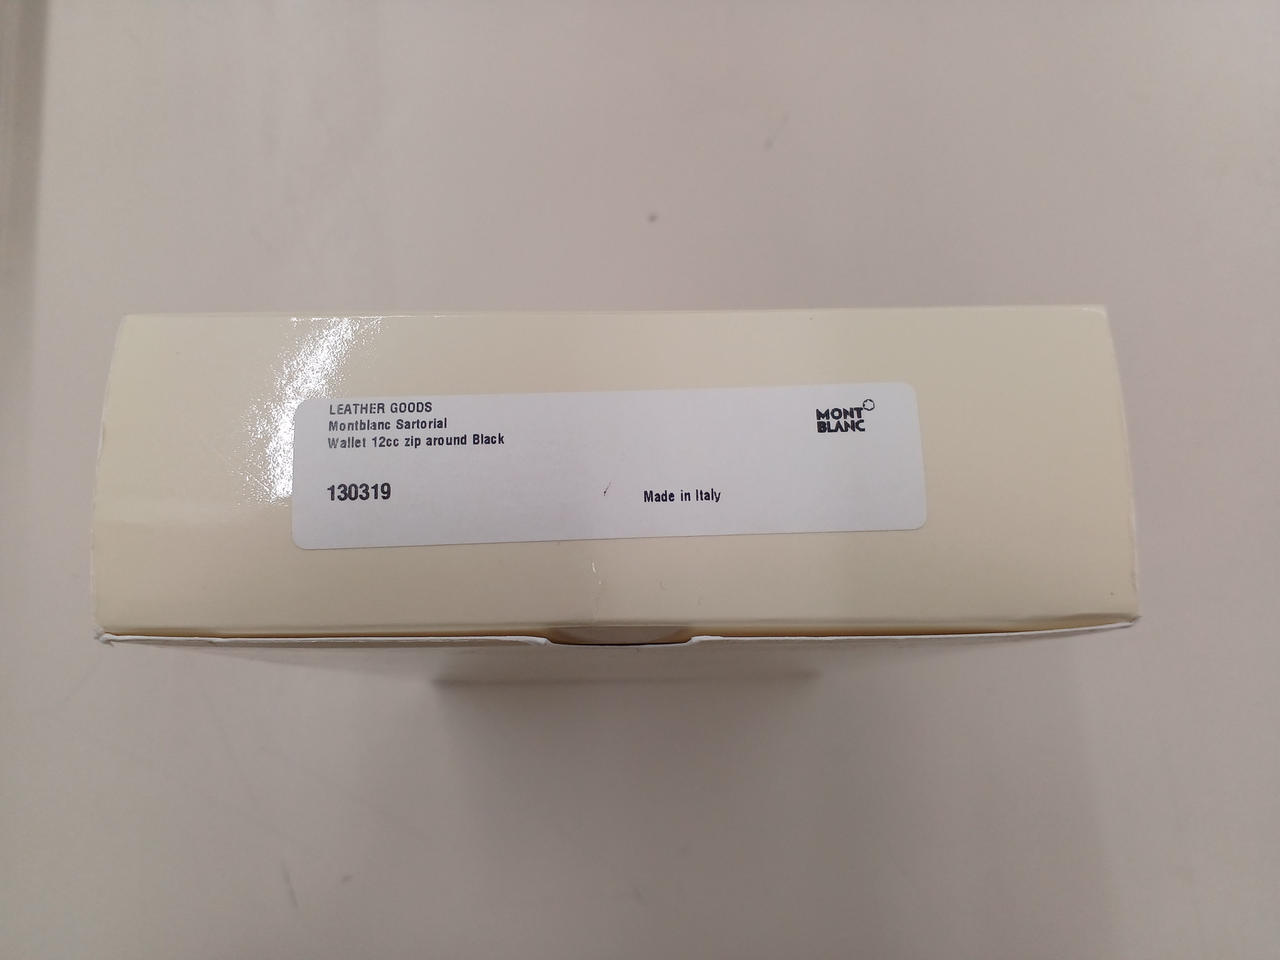 LEATHER GOODS
Montblanc Sartorial
Wallet 12cc zip around Black
MONT
BLANC
130319
Made in Italy